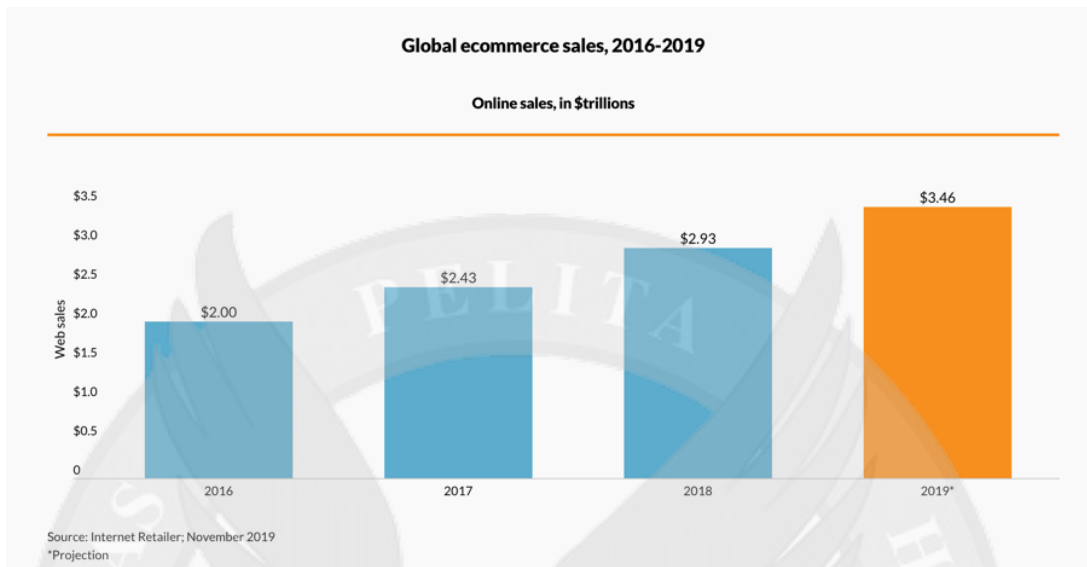 Global ecommerce sales, 2016-2019
Online sales, in $trillions
$3.5
$3.0
$2.5
$2.0
$1.5
$1.0
$0.5
0
Web sales
$2.00
$2.43
$2.93
$3.46
2016
2017
2018
2019*
PELITA
AS
H
Source: Internet Retailer; November 2019
*Projection